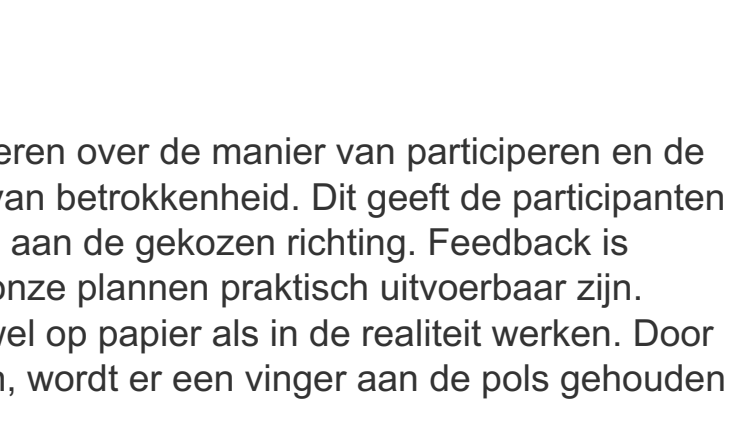 eren over de manier van participeren en de
van betrokkenheid. Dit geeft de participanten
aan de gekozen richting. Feedback is
onze plannen praktisch uitvoerbaar zijn.
wel op papier als in de realiteit werken. Door
n, wordt er een vinger aan de pols gehouden